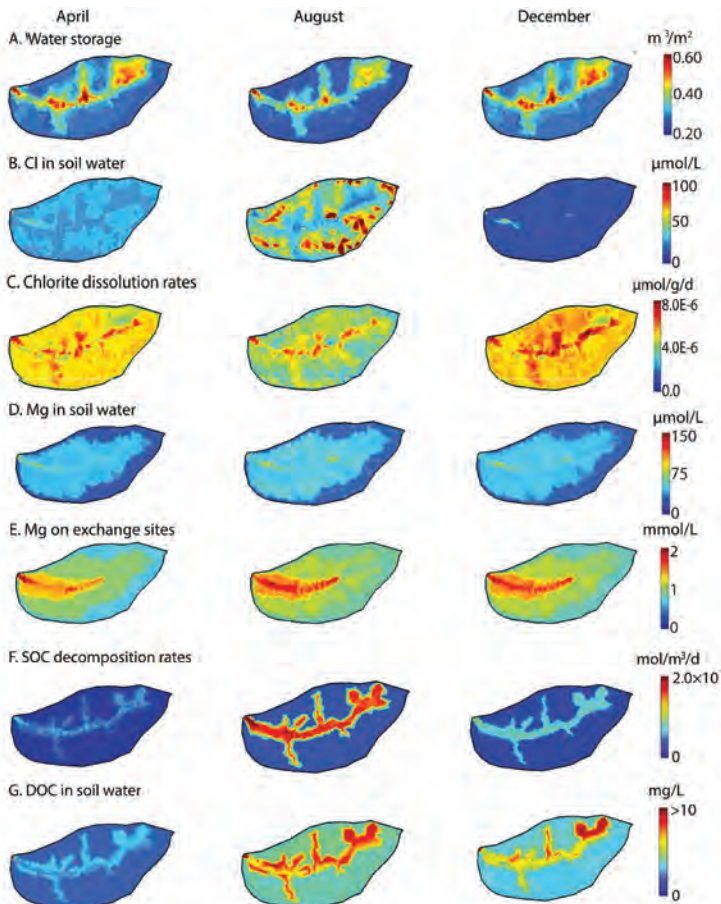 April August December
A. Water storage m³/m²
0.60
0.40
0.20
B. Cl in soil water μmol/L
100
50
0
C. Chlorite dissolution rates μmol/g/d
8.0E-6
4.0E-6
0.0
D. Mg in soil water μmol/L
150
75
0
E. Mg on exchange sites mmol/L
2
1
0
F. SOC decomposition rates mol/m³/d
2.0×10
0
G. DOC in soil water mg/L
>10
0